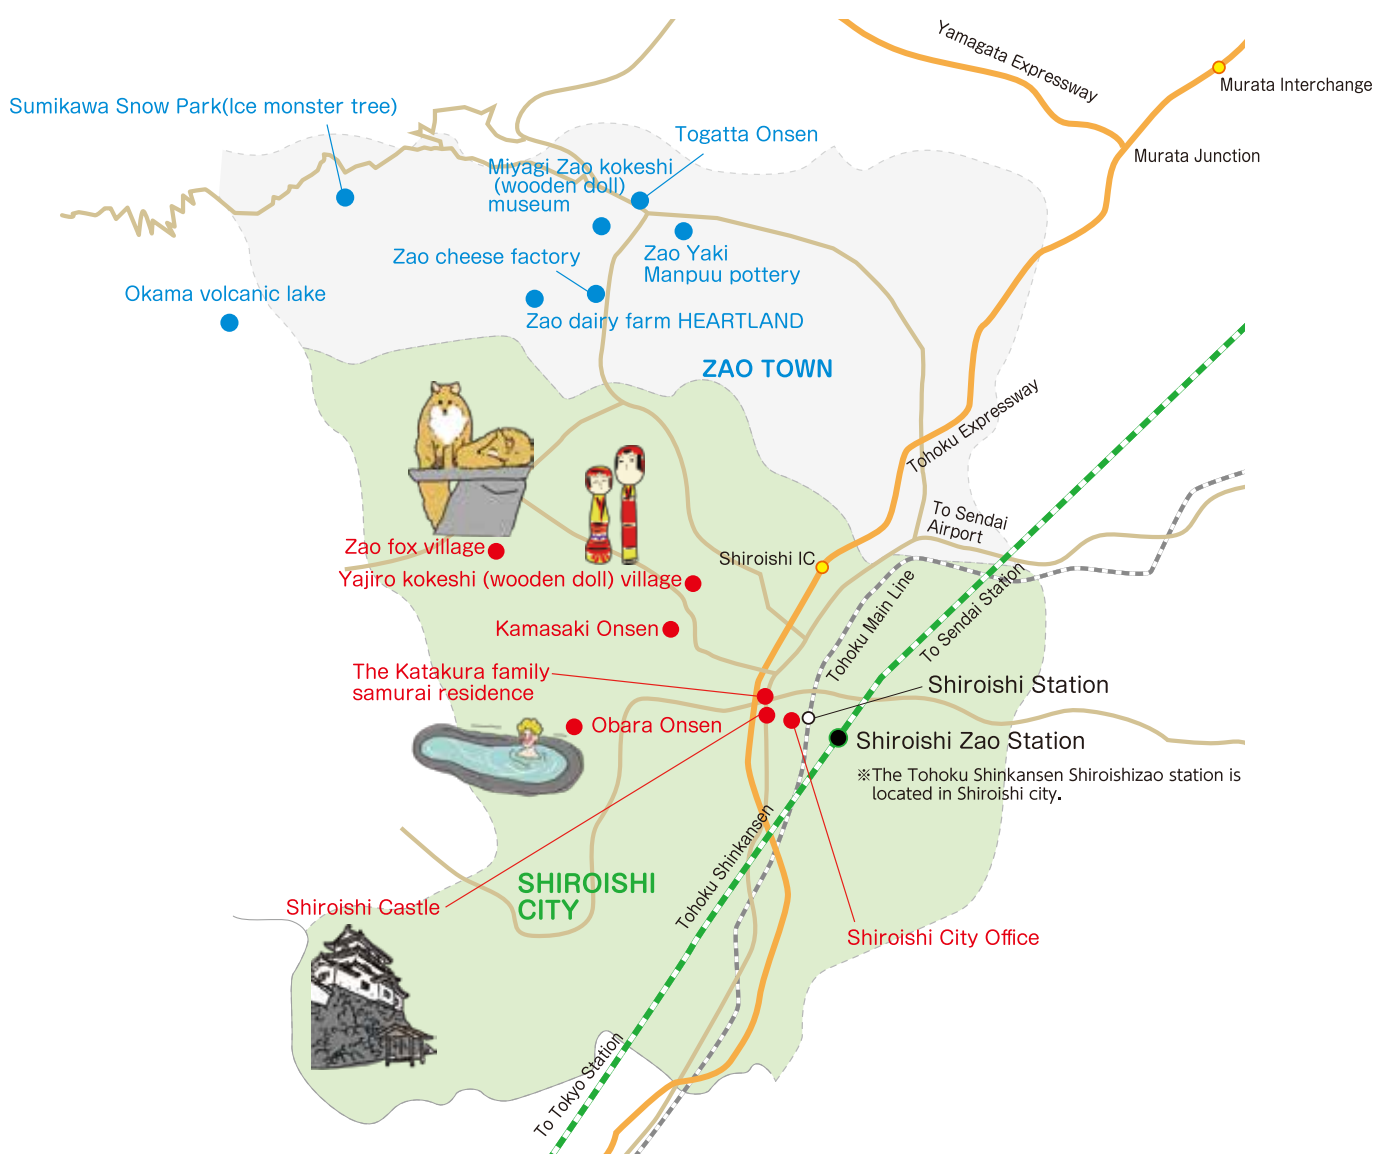 Yamagata Expressway
Murata Interchange
Sumikawa Snow Park(Ice monster tree)
Togatta Onsen
Murata Junction
Miyagi Zao kokeshi
(wooden doll)
museum
Zao cheese factory
Zao Yaki
Manpuu pottery
Okama volcanic lake
Zao dairy farm HEARTLAND
ZAO TOWN
Tohoku Expressway
To Sendai
Airport
Zao fox village
Shiroishi IC
Yajiro kokeshi (wooden doll) village
Tohoku Main Line
To Sendai Station
Kamasaki Onsen
The Katakura family
samurai residence
Shiroishi Station
Obara Onsen
Shiroishi Zao Station
※The Tohoku Shinkansen Shiroishizao station is
located in Shiroishi city.
Tohoku Shinkansen
SHIROISHI
CITY
Shiroishi Castle
Shiroishi City Office
To Tokyo Station